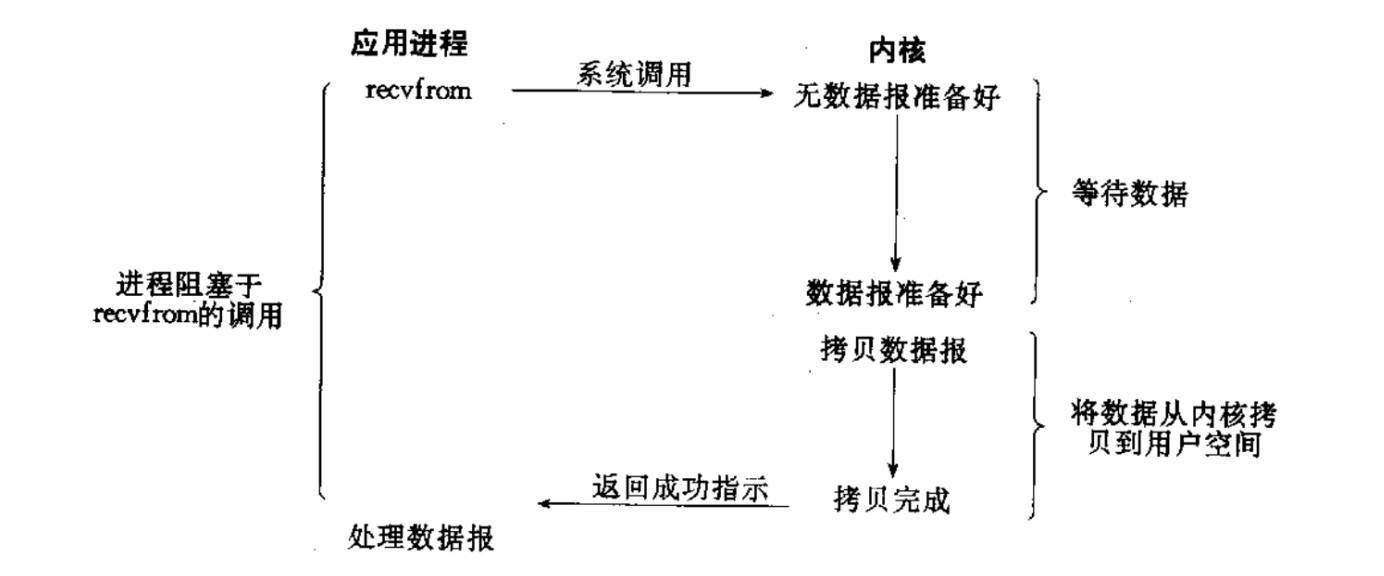 应用进程
内核
recvfrom
系统调用
无数据报准备好
等待数据
进程阻塞于
recvfrom的调用
数据报准备好
拷贝数据报
将数据从内核拷
贝到用户空间
返回成功指示
拷贝完成
处理数据报